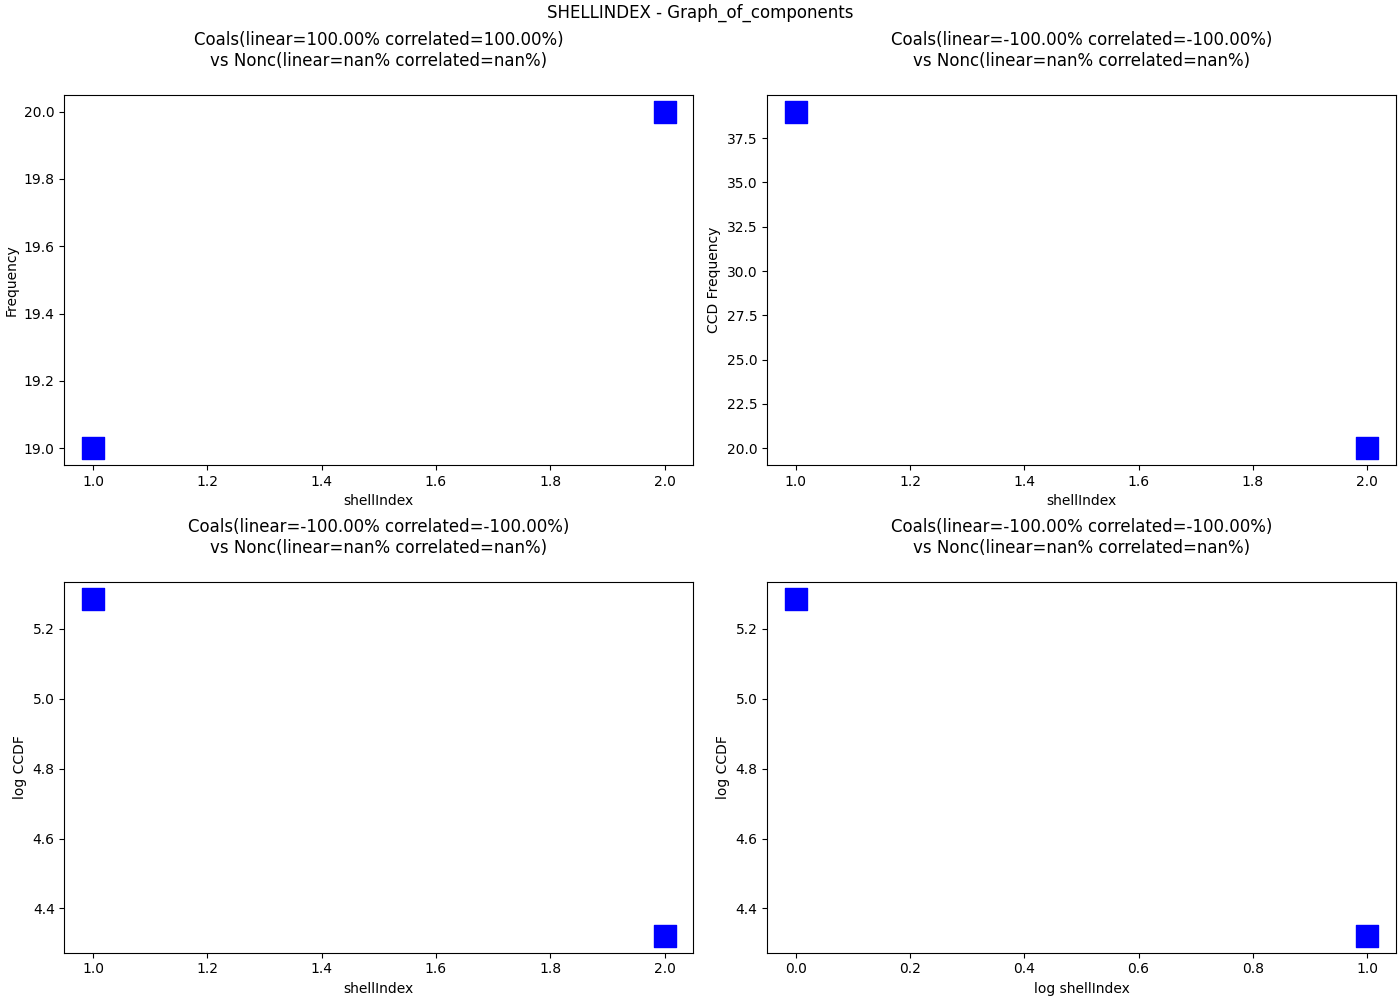 SHELLINDEX - Graph_of_components
Coals(linear=100.00% correlated=100.00%)
vs Nonc(linear=nan% correlated=nan%)
20.0
19.8
19.6
19.4
19.2
19.0
Frequency
1.0 1.2 1.4 1.6 1.8 2.0
shellIndex
Coals(linear=-100.00% correlated=-100.00%)
vs Nonc(linear=nan% correlated=nan%)
37.5
35.0
32.5
30.0
27.5
25.0
22.5
20.0
CCD Frequency
1.0 1.2 1.4 1.6 1.8 2.0
shellIndex
Coals(linear=-100.00% correlated=-100.00%)
vs Nonc(linear=nan% correlated=nan%)
5.2
5.0
4.8
4.6
4.4
log CCDF
1.0 1.2 1.4 1.6 1.8 2.0
shellIndex
Coals(linear=-100.00% correlated=-100.00%)
vs Nonc(linear=nan% correlated=nan%)
5.2
5.0
4.8
4.6
4.4
log CCDF
0.0 0.2 0.4 0.6 0.8 1.0
log shellIndex